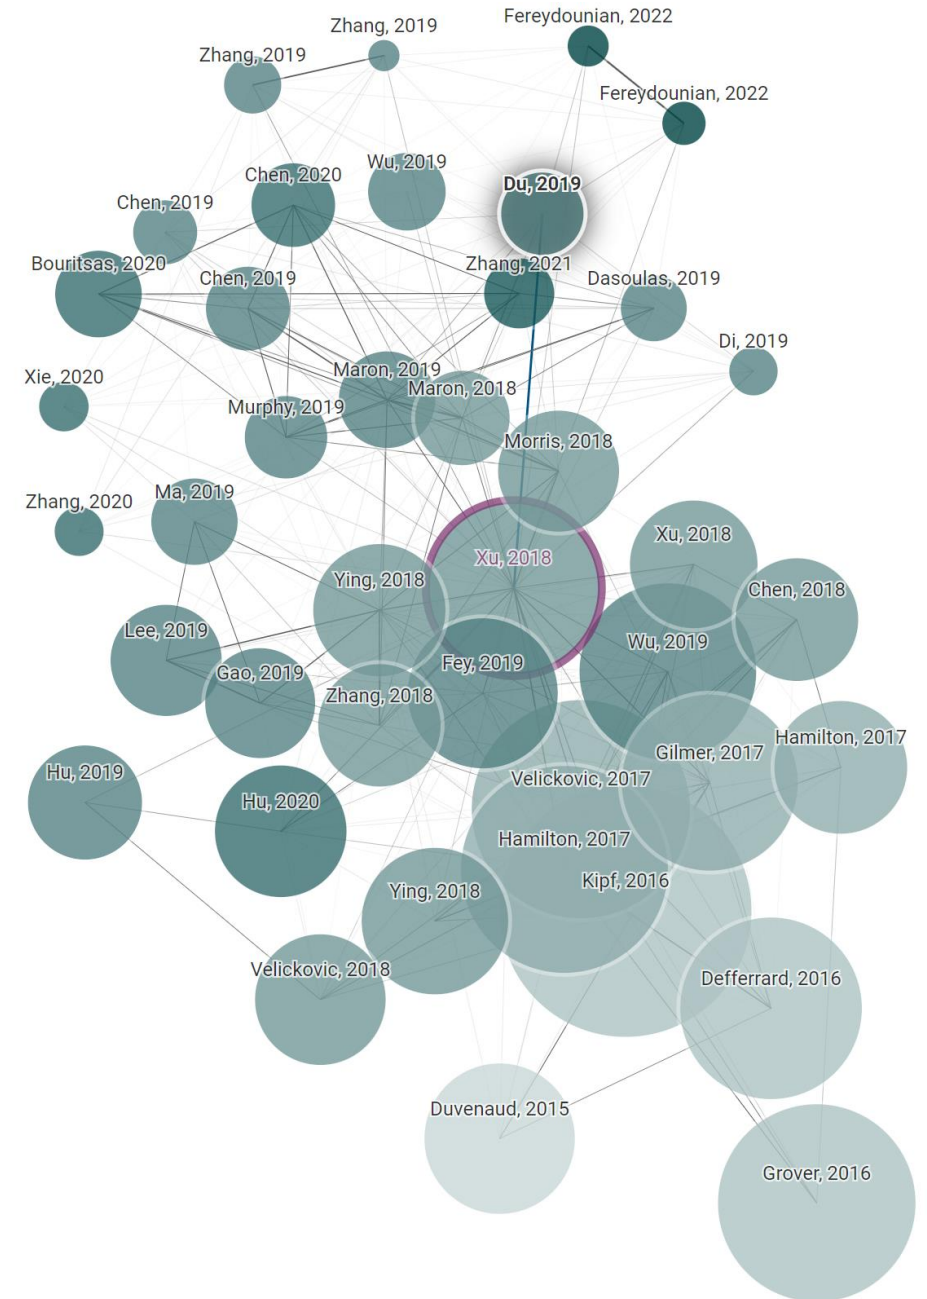 Fereydounian, 2022
Zhang, 2019
Zhang, 2019
Fereydounian, 2022
Wu, 2019
Chen, 2020
Du, 2019
Chen, 2019
Bouritsas, 2020
Zhang, 2021
Chen, 2019
Dasoulas, 2019
Di, 2019
Maron, 2019
Xie, 2020
Maron, 2018
Murphy, 2019
Morris, 2018
Ma, 2019
Zhang, 2020
Xu, 2018
Xu, 2018
Ying, 2018
Chen, 2018
Lee, 2019
Wu, 2019
Fey, 2019
Gao, 2019
Zhang, 2018
Hamilton, 2017
Gilmer, 2017
Hu, 2019
Velickovic, 2017
Hu, 2020
Hamilton, 2017
Kipf, 2016
Ying, 2018
Velickovic, 2018
Defferrard, 2016
Duvenaud, 2015
Grover, 2016